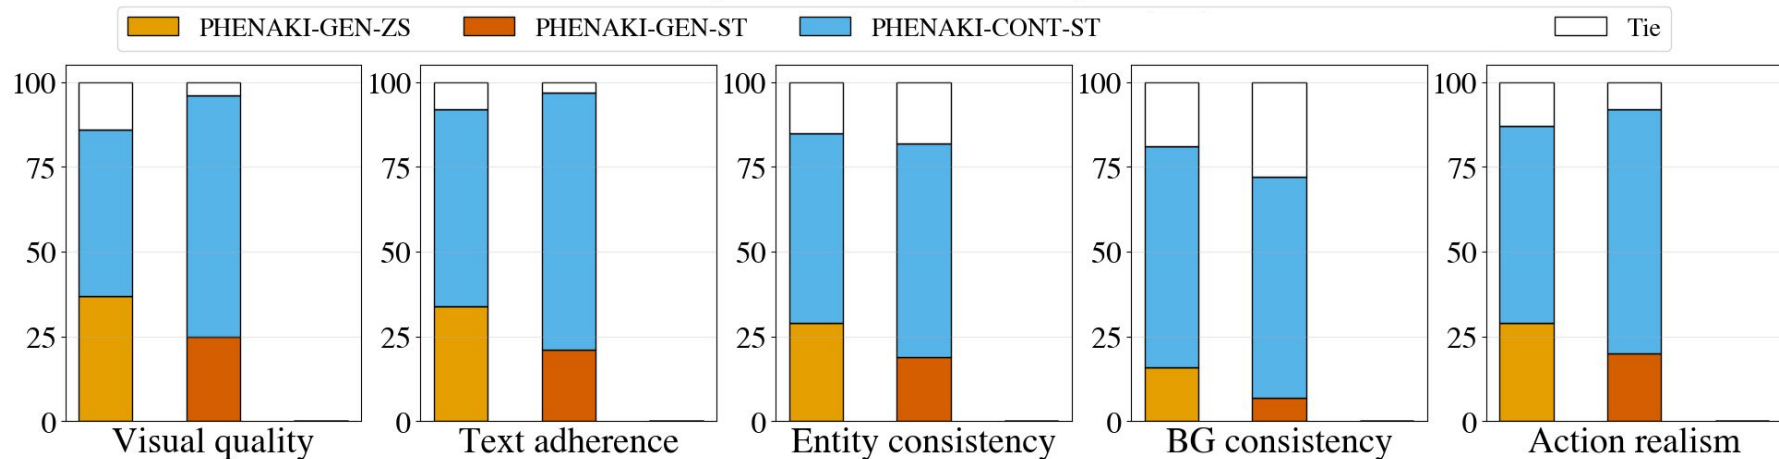 PHENAKI-GEN-ZS PHENAKI-GEN-ST PHENAKI-CONT-ST Tie
100 100 100 100 100
75 75 75 75 75
50 50 50 50 50
25 25 25 25 25
0 0 0 0 0
Visual quality Text adherence Entity consistency BG consistency Action realism